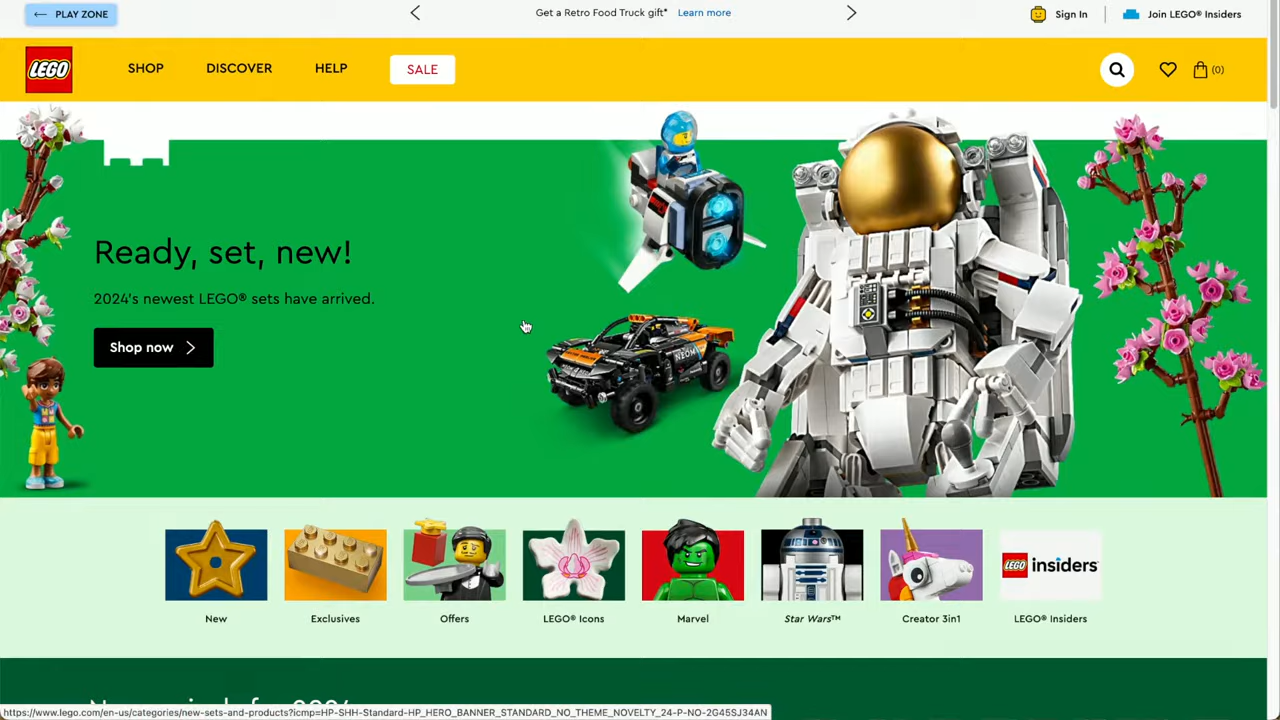 PLAY ZONE
Get a Retro Food Truck gift* Learn more
Sign In
Join LEGO® Insiders
LEGO
SHOP DISCOVER HELP SALE
(0)
NEOM
Ready, set, new!
2024's newest LEGO® sets have arrived.
Shop now
LEGO insiders
New Exclusives Offers LEGO® Icons Marvel Star Wars™ Creator 3in1 LEGO® Insiders
https://www.lego.com/en-us/categories/new-sets-and-products?icmp=HP-SHH-Standard-HP_HERO_BANNER_STANDARD_NO_THEME_NOVELTY_24-P-NO-2G45SJ34AN